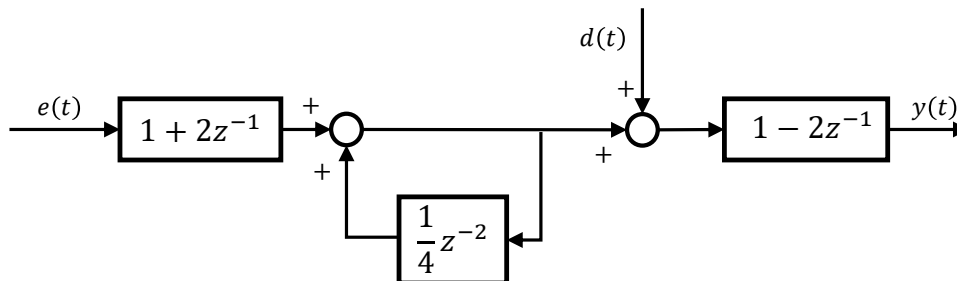 d(t)
e(t)
y(t)
+
+
+
+
1 + 2z⁻¹
1 − 2z⁻¹
1/4 z⁻²